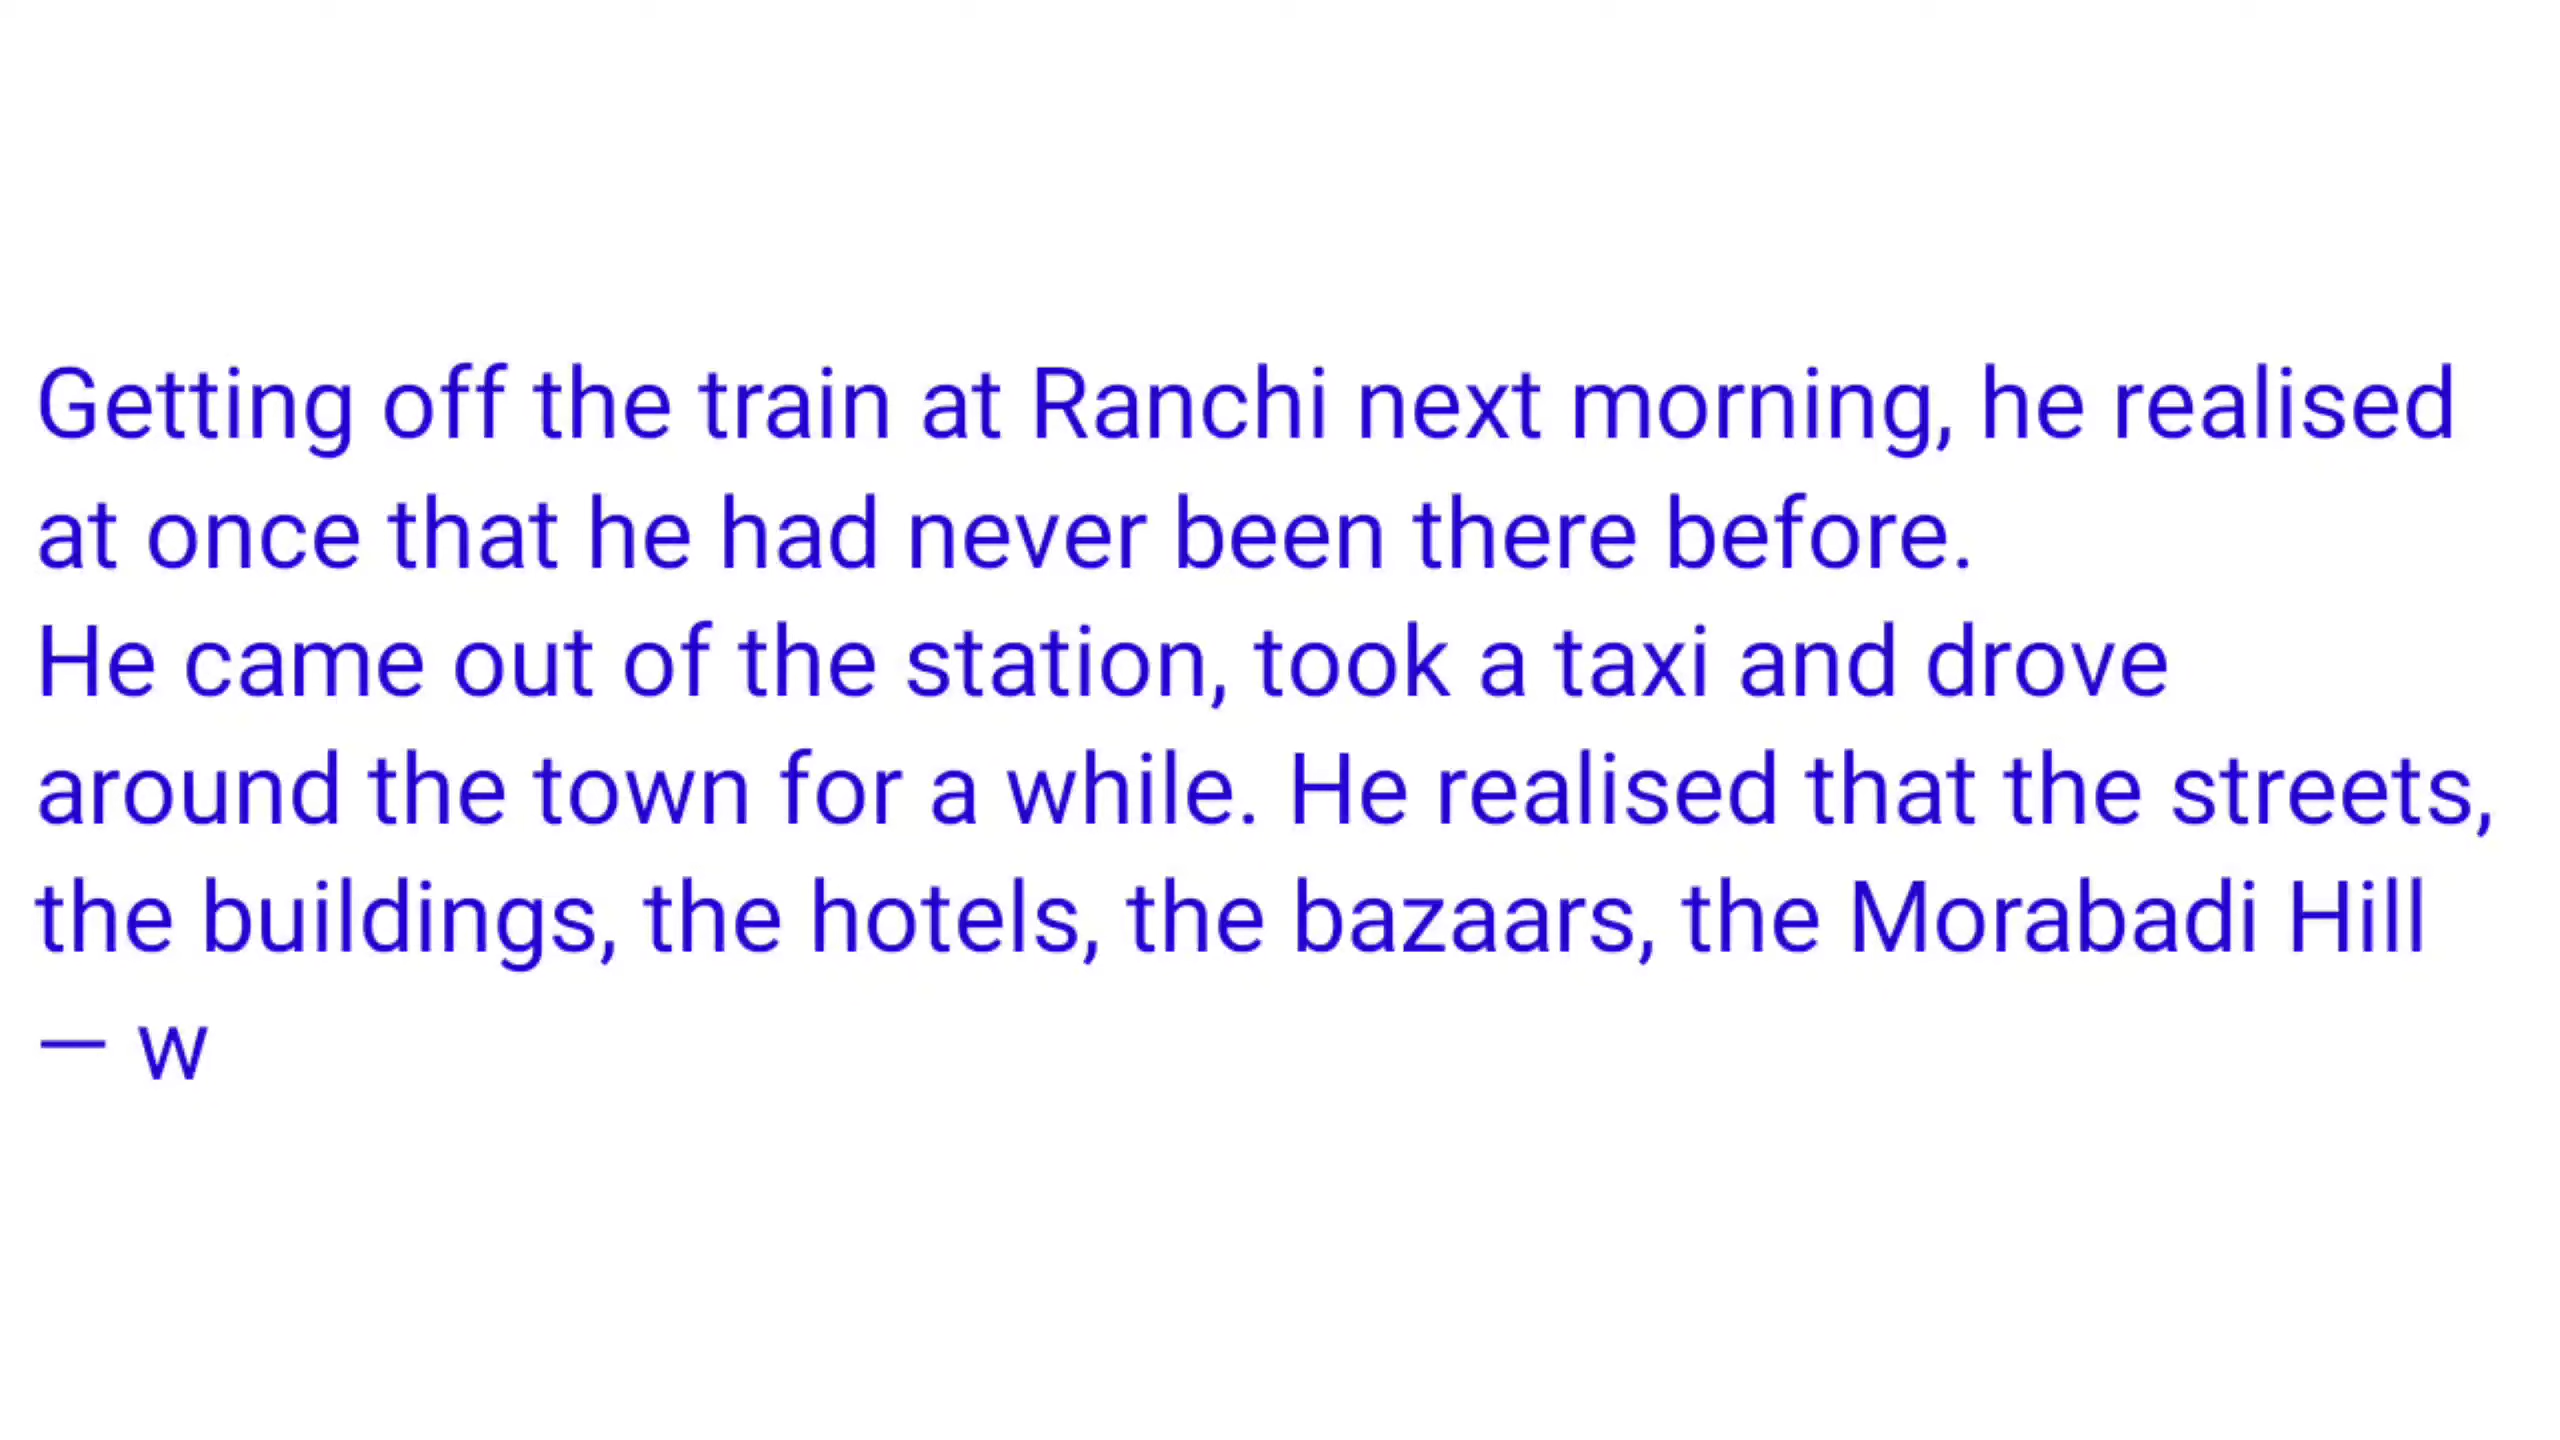 Getting off the train at Ranchi next morning, he realised
at once that he had never been there before.
He came out of the station, took a taxi and drove
around the town for a while. He realised that the streets,
the buildings, the hotels, the bazaars, the Morabadi Hill
— w